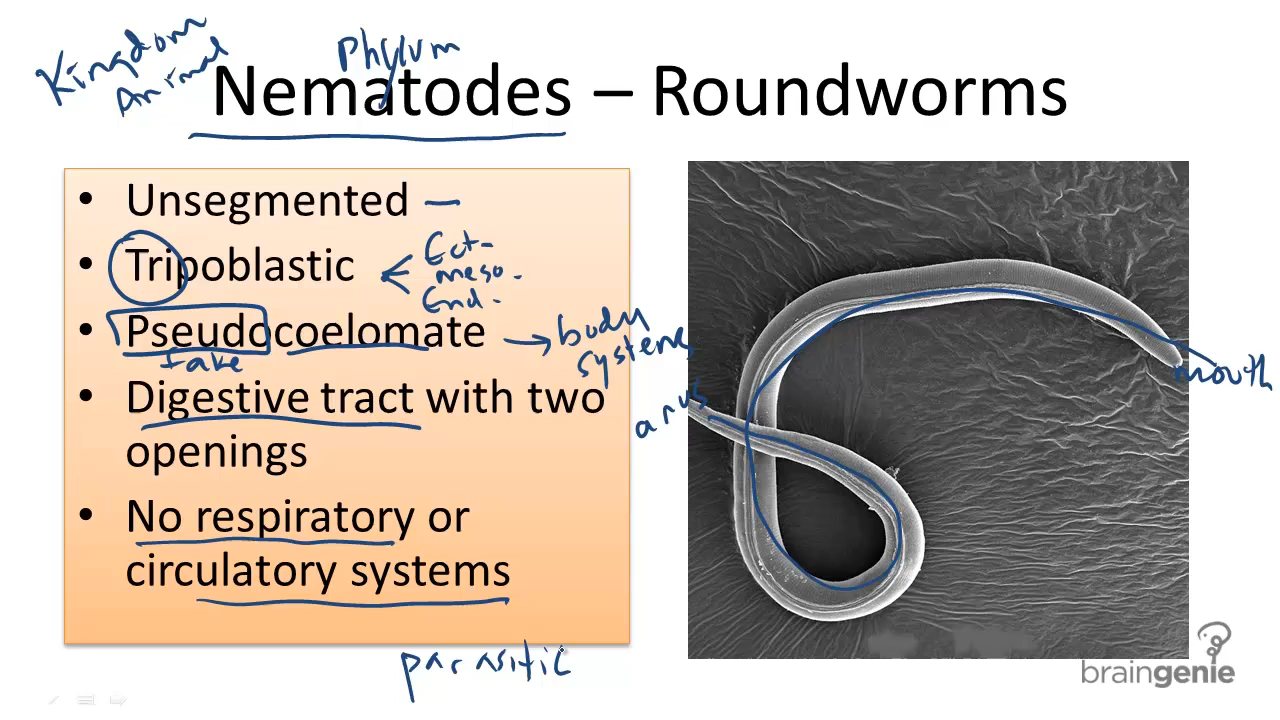 Kingdom
Animal
Phylum
Nematodes – Roundworms
• Unsegmented –
• Tripoblastic
Ect-
meso.
End.
• Pseudocoelomate → body
systems
fake
• Digestive tract with two
openings
• No respiratory or
circulatory systems
parasitic
anus
mouth
braingenie